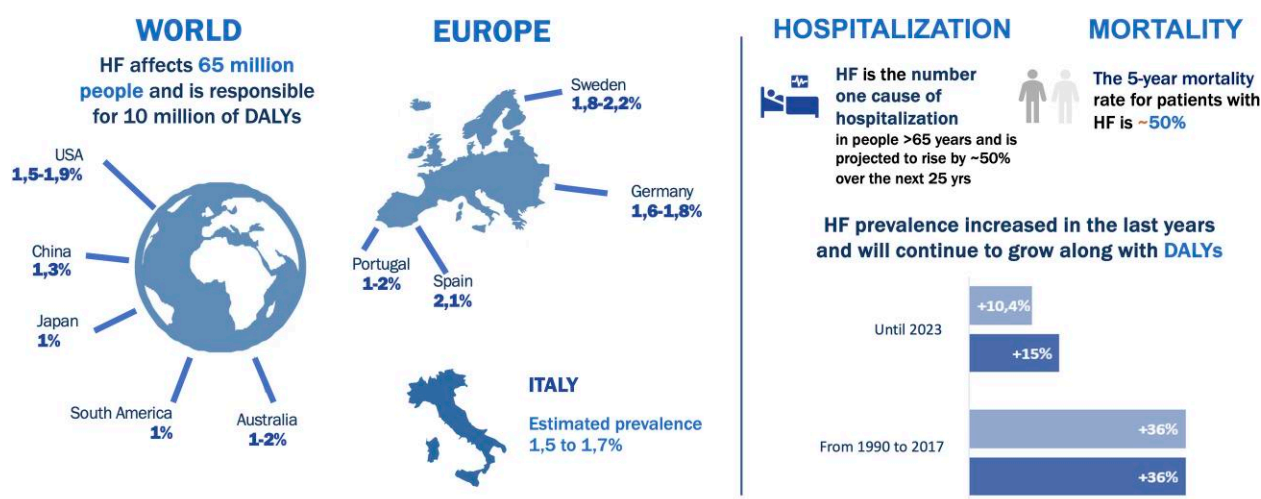 WORLD
HF affects 65 million
people and is responsible
for 10 million of DALYs
USA
1,5-1,9%
China
1,3%
Japan
1%
South America
1%
Australia
1-2%
EUROPE
Sweden
1,8-2,2%
Germany
1,6-1,8%
Portugal
1-2%
Spain
2,1%
ITALY
Estimated prevalence
1,5 to 1,7%
HOSPITALIZATION
HF is the number
one cause of
hospitalization
in people >65 years and is
projected to rise by ~50%
over the next 25 yrs
MORTALITY
The 5-year mortality
rate for patients with
HF is ~50%
HF prevalence increased in the last years
and will continue to grow along with DALYs
Until 2023
+10,4%
+15%
From 1990 to 2017
+36%
+36%